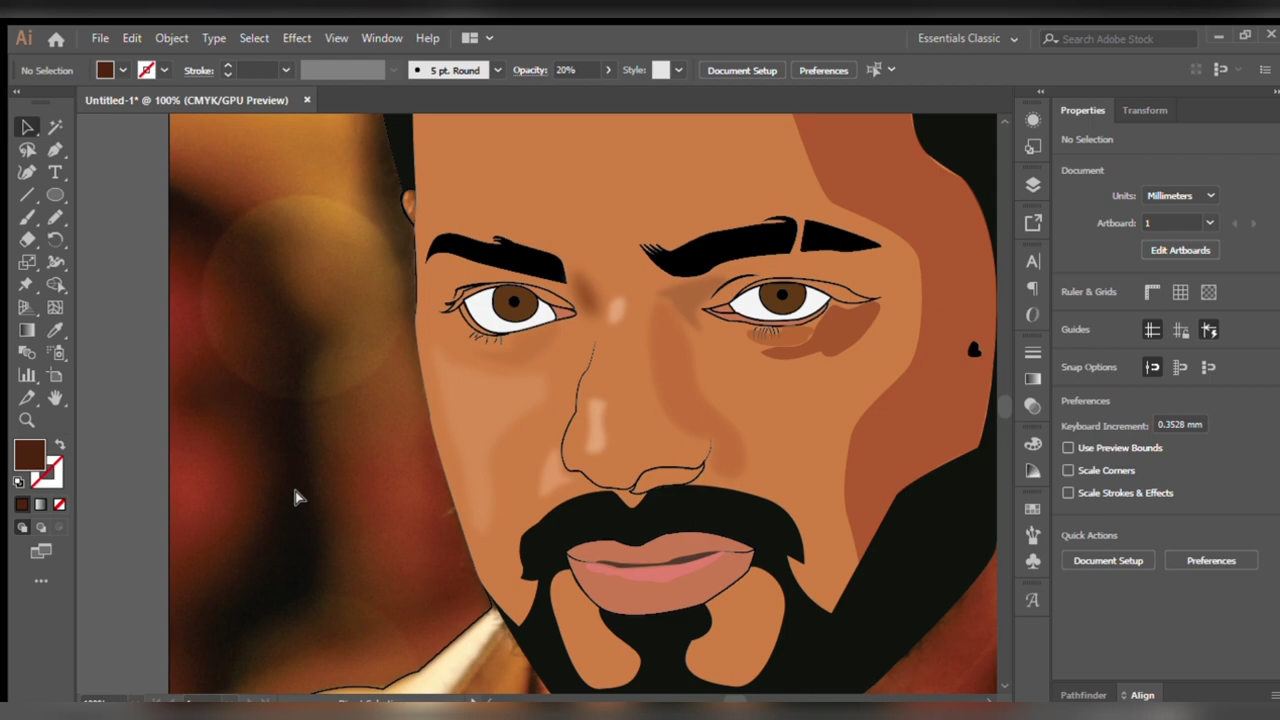 Ai File Edit Object Type Select Effect View Window Help Essentials Classic Search Adobe Stock
No Selection Stroke: 5 pt. Round Opacity: 20% Style: Document Setup Preferences
Untitled-1* @ 100% (CMYK/GPU Preview) ×
Properties Transform
No Selection
Document
Units: Millimeters
Artboard: 1
Edit Artboards
Ruler & Grids
Guides
Snap Options
Preferences
Keyboard Increment: 0.3528 mm
Use Preview Bounds
Scale Corners
Scale Strokes & Effects
Quick Actions
Document Setup Preferences
Pathfinder Align